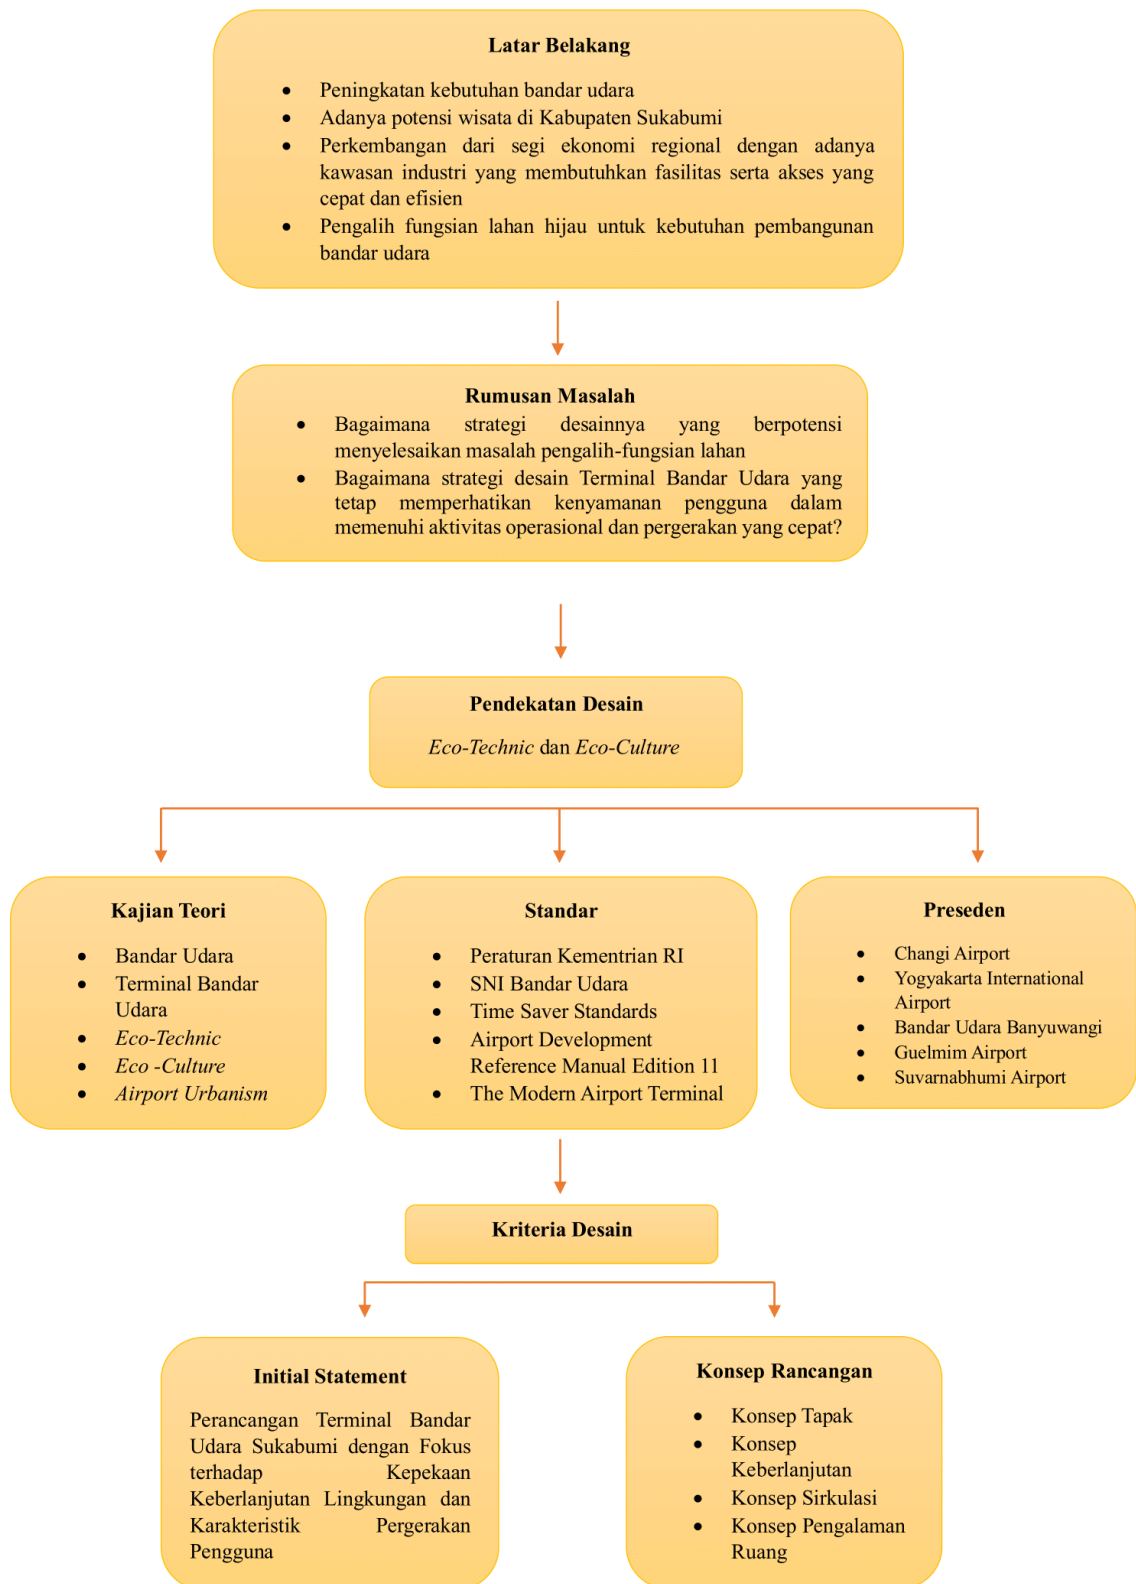 Latar Belakang
• Peningkatan kebutuhan bandar udara
• Adanya potensi wisata di Kabupaten Sukabumi
• Perkembangan dari segi ekonomi regional dengan adanya
kawasan industri yang membutuhkan fasilitas serta akses yang
cepat dan efisien
• Pengalih fungsian lahan hijau untuk kebutuhan pembangunan
bandar udara
Rumusan Masalah
• Bagaimana strategi desainnya yang berpotensi
menyelesaikan masalah pengalih-fungsian lahan
• Bagaimana strategi desain Terminal Bandar Udara yang
tetap memperhatikan kenyamanan pengguna dalam
memenuhi aktivitas operasional dan pergerakan yang cepat?
Pendekatan Desain
Eco-Technic dan Eco-Culture
Kajian Teori
• Bandar Udara
• Terminal Bandar
Udara
• Eco-Technic
• Eco -Culture
• Airport Urbanism
Standar
• Peraturan Kementrian RI
• SNI Bandar Udara
• Time Saver Standards
• Airport Development
Reference Manual Edition 11
• The Modern Airport Terminal
Preseden
• Changi Airport
• Yogyakarta International
Airport
• Bandar Udara Banyuwangi
• Guelmim Airport
• Suvarnabhumi Airport
Kriteria Desain
Initial Statement
Perancangan Terminal Bandar
Udara Sukabumi dengan Fokus
terhadap Kepekaan
Keberlanjutan Lingkungan dan
Karakteristik Pergerakan
Pengguna
Konsep Rancangan
• Konsep Tapak
• Konsep
Keberlanjutan
• Konsep Sirkulasi
• Konsep Pengalaman
Ruang